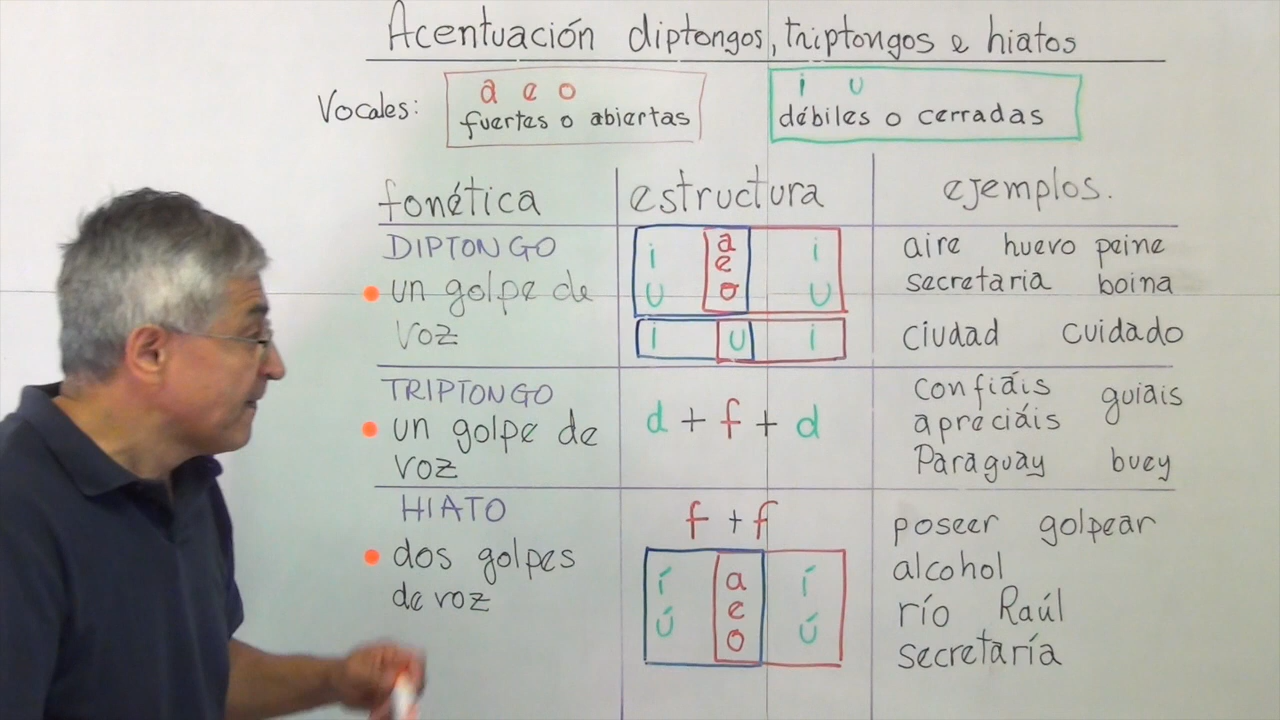 Acentuación diptongos, triptongos e hiatos
Vocales:
a e o
fuertes o abiertas
i u
débiles o cerradas
fonética estructura ejemplos.
DIPTONGO
un golpe de
voz
i a i
e
u o u
i u i
aire huevo peine
secretaria boina
ciudad cuidado
TRIPTONGO
un golpe de
voz
d + f + d
confiáis guiais
apreciáis
Paraguay buey
HIATO
dos golpes
de voz
f + f
í a í
ú e ú
o
poseer golpear
alcohol
río Raúl
secretaría